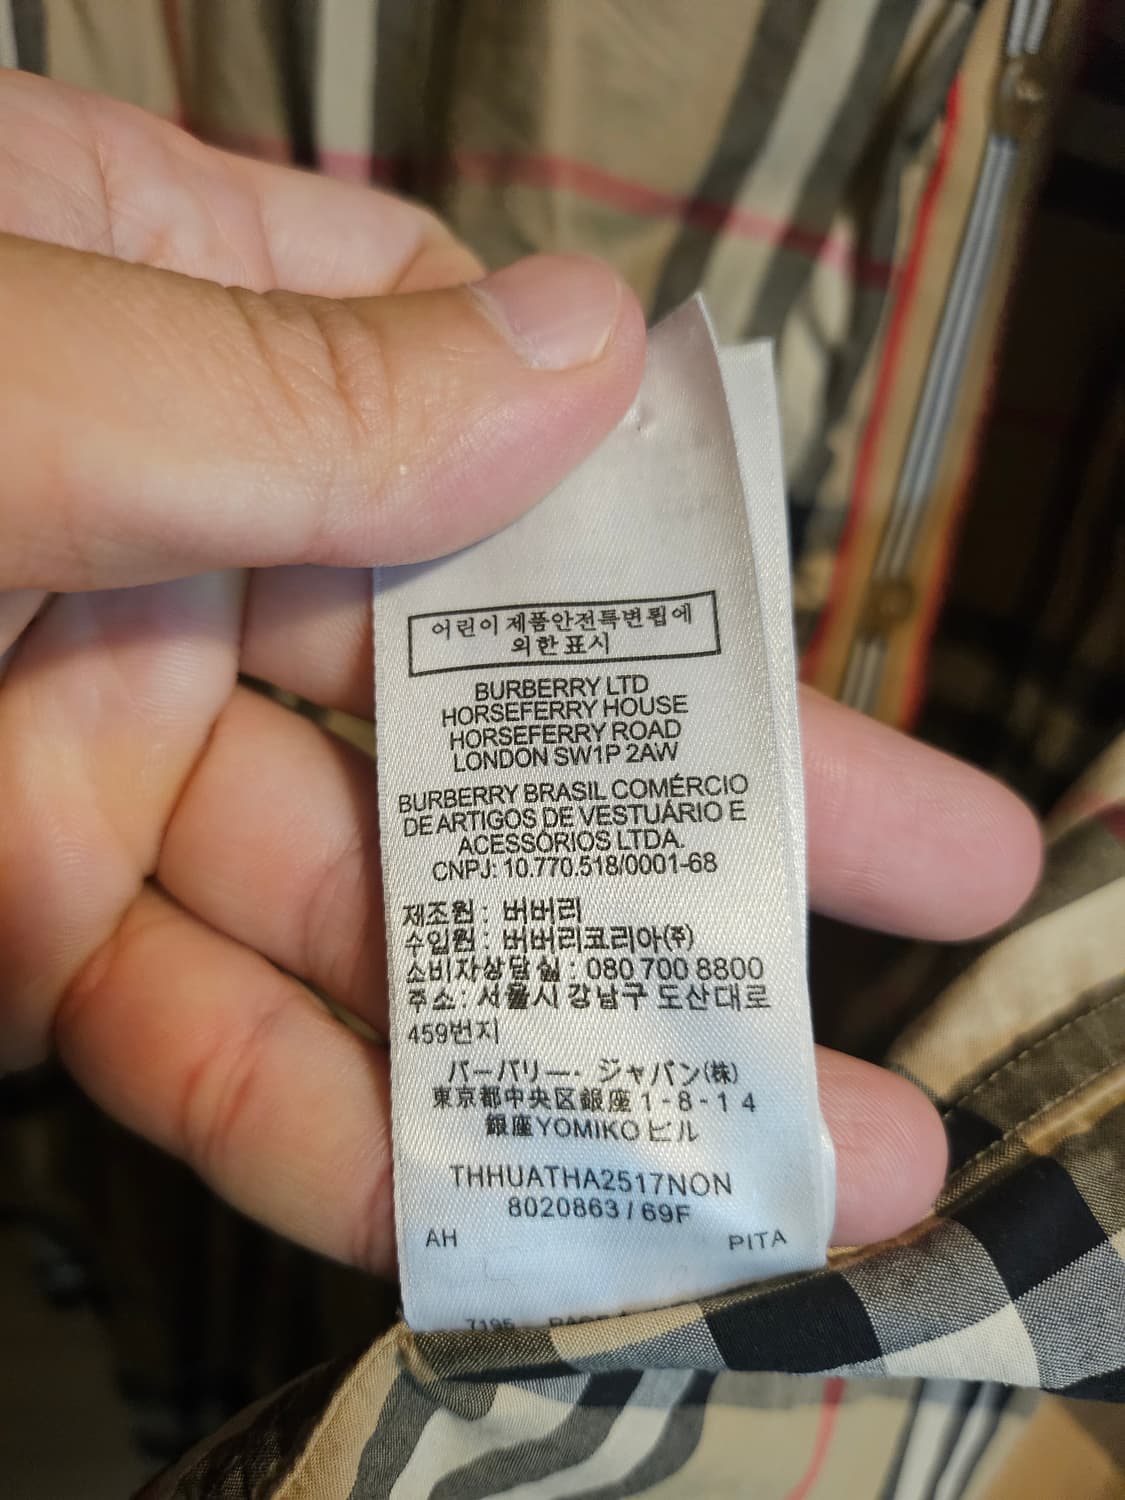 어린이제품안전특변립에
의한 표시
BURBERRY LTD
HORSEFERRY HOUSE
HORSEFERRY ROAD
LONDON SW1P 2AW
BURBERRY BRASIL COMÉRCIO
DE ARTIGOS DE VESTUÁRIO E
ACESSÓRIOS LTDA.
CNPJ: 10.770.518/0001-68
제조원 : 버버리
수입원 : 버버리코리아(주)
소비자상담실 : 080 700 8800
주소 : 서울시 강남구 도산대로
459번지
バーバリー・ジャパン(株)
東京都中央区銀座1-8-14
銀座YOMIKOビル
THHUATHA2517NON
8020863 / 69F
AH PITA
7195